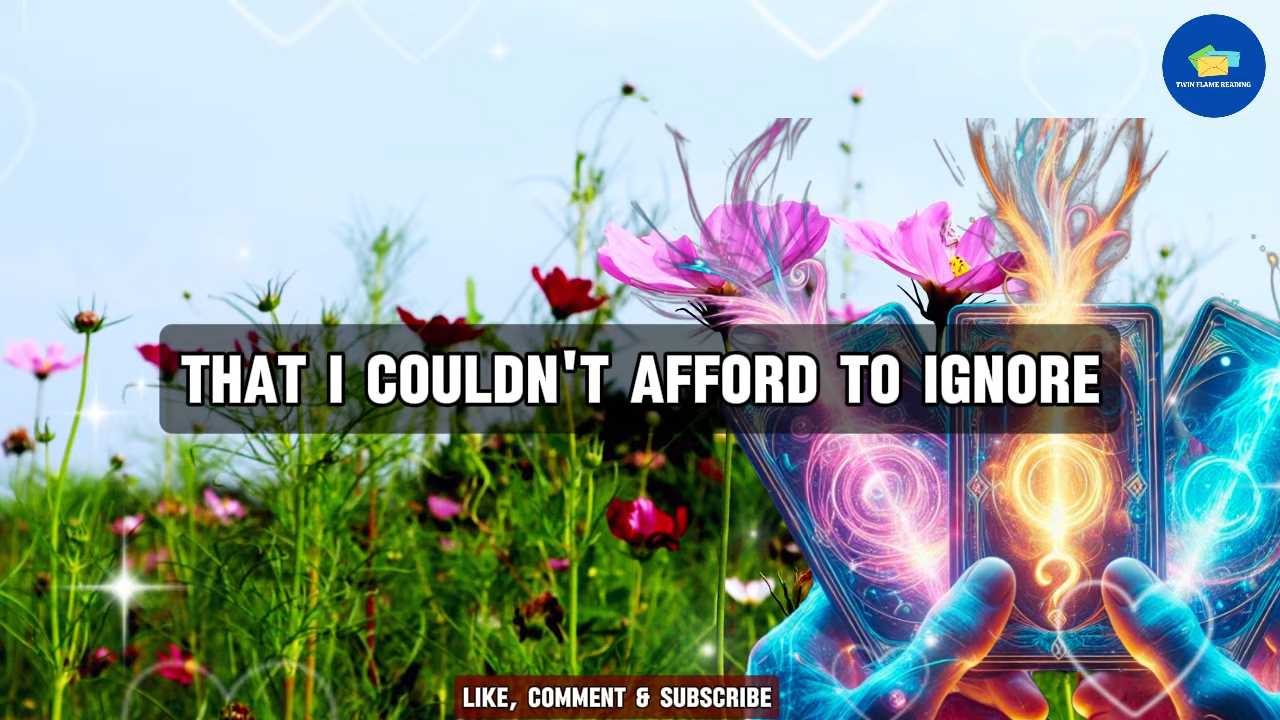 TWIN FLAME READING
THAT I COULDN'T AFFORD TO IGNORE
?
LIKE, COMMENT & SUBSCRIBE